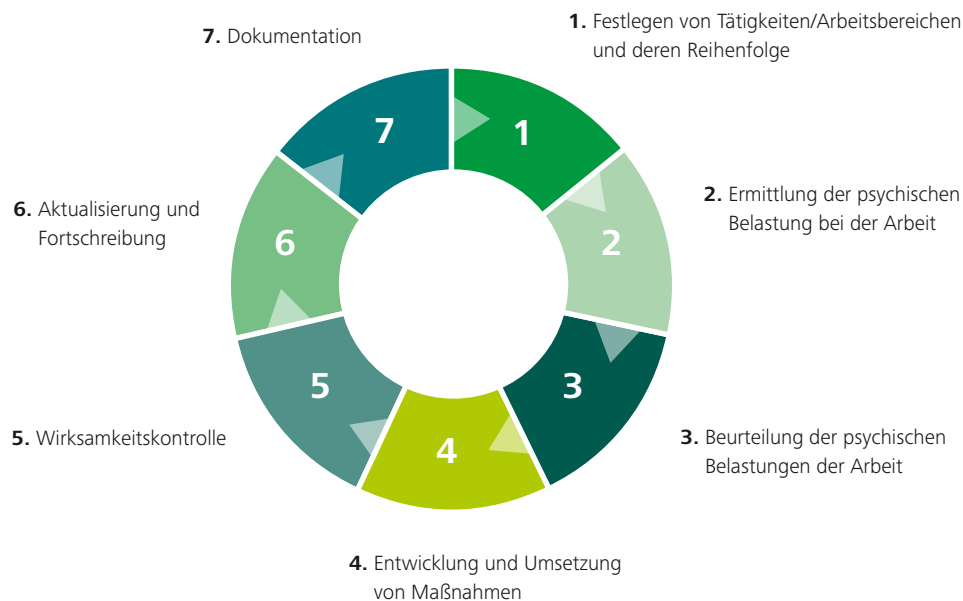 1. Festlegen von Tätigkeiten/Arbeitsbereichen
und deren Reihenfolge
2. Ermittlung der psychischen
Belastung bei der Arbeit
3. Beurteilung der psychischen
Belastungen der Arbeit
4. Entwicklung und Umsetzung
von Maßnahmen
5. Wirksamkeitskontrolle
6. Aktualisierung und
Fortschreibung
7. Dokumentation
1
2
3
4
5
6
7